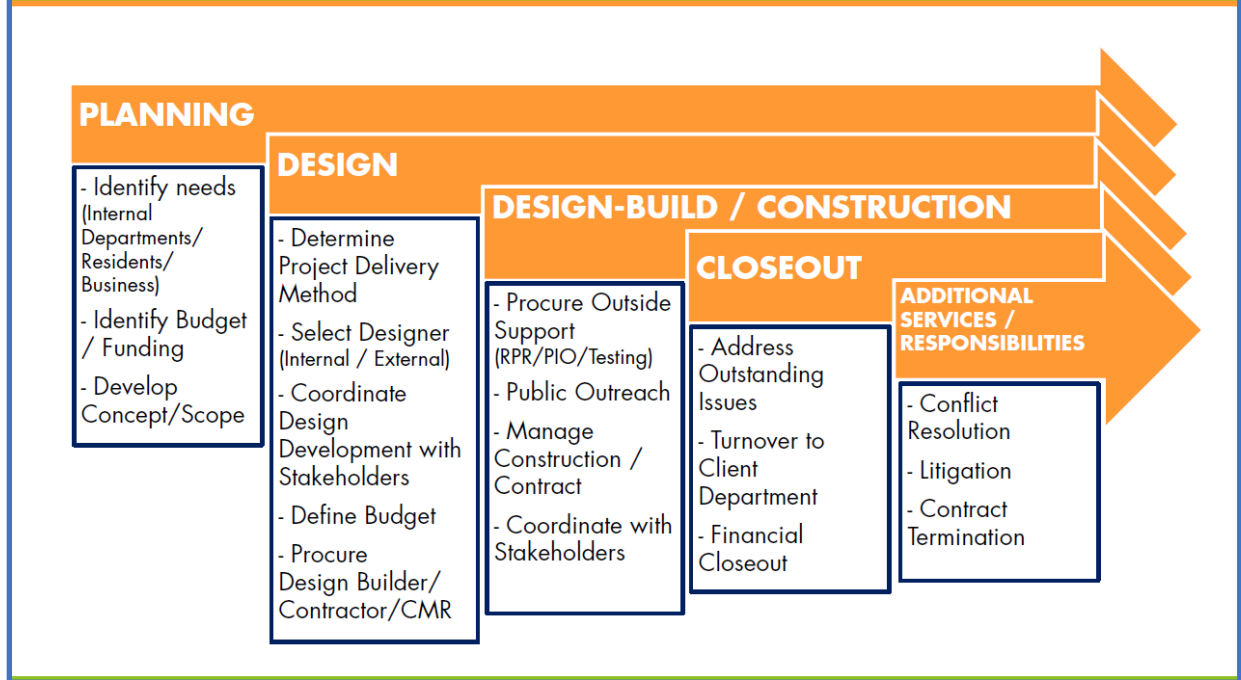 PLANNING
- Identify needs
(Internal
Departments/
Residents/
Business)
- Identify Budget
/ Funding
- Develop
Concept/Scope
DESIGN
- Determine
Project Delivery
Method
- Select Designer
(Internal / External)
- Coordinate
Design
Development with
Stakeholders
- Define Budget
- Procure
Design Builder/
Contractor/CMR
DESIGN-BUILD / CONSTRUCTION
- Procure Outside
Support
(RPR/PIO/Testing)
- Public Outreach
- Manage
Construction /
Contract
- Coordinate with
Stakeholders
CLOSEOUT
- Address
Outstanding
Issues
- Turnover to
Client
Department
- Financial
Closeout
ADDITIONAL
SERVICES /
RESPONSIBILITIES
- Conflict
Resolution
- Litigation
- Contract
Termination